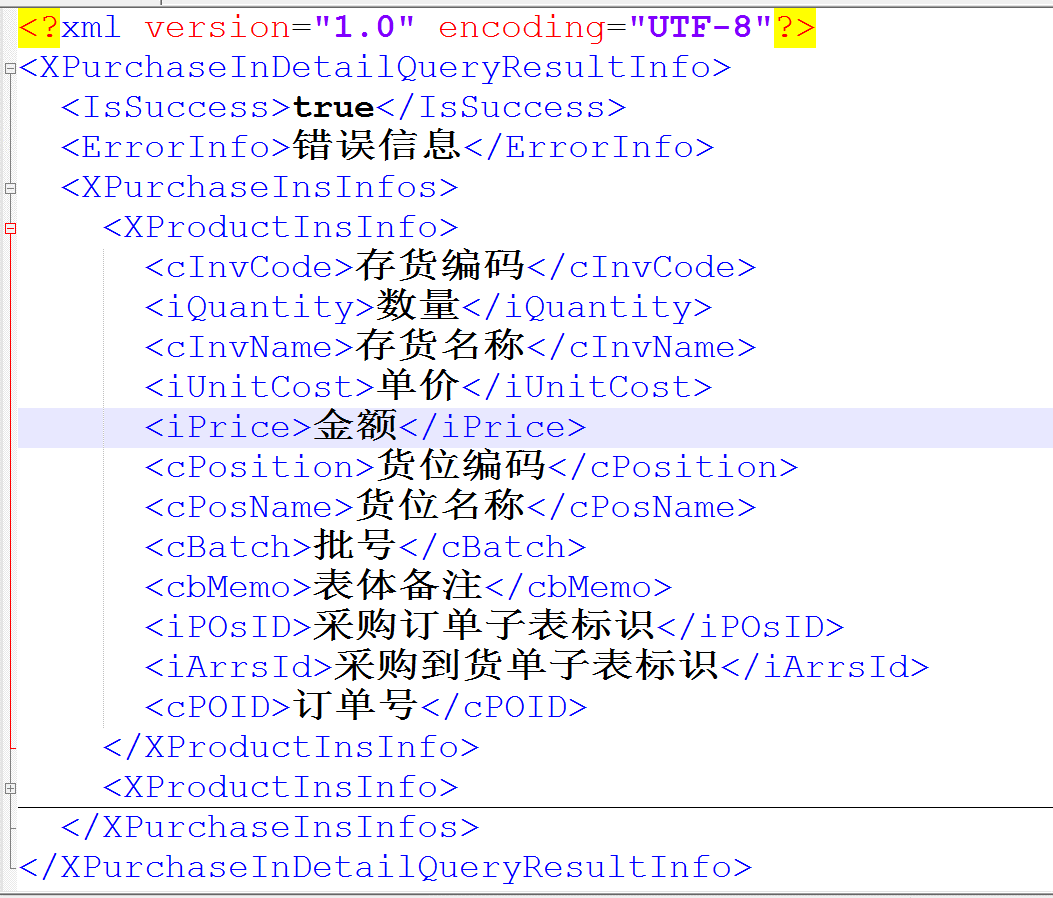 <?xml version="1.0" encoding="UTF-8"?>
<XPurchaseInDetailQueryResultInfo>
<IsSuccess>true</IsSuccess>
<ErrorInfo>错误信息</ErrorInfo>
<XPurchaseInsInfos>
<XProductInsInfo>
<cInvCode>存货编码</cInvCode>
<iQuantity>数量</iQuantity>
<cInvName>存货名称</cInvName>
<iUnitCost>单价</iUnitCost>
<iPrice>金额</iPrice>
<cPosition>货位编码</cPosition>
<cPosName>货位名称</cPosName>
<cBatch>批号</cBatch>
<cbMemo>表体备注</cbMemo>
<iPOsID>采购订单子表标识</iPOsID>
<iArrsId>采购到货单子表标识</iArrsId>
<cPOID>订单号</cPOID>
</XProductInsInfo>
<XProductInsInfo>
</XPurchaseInsInfos>
</XPurchaseInDetailQueryResultInfo>